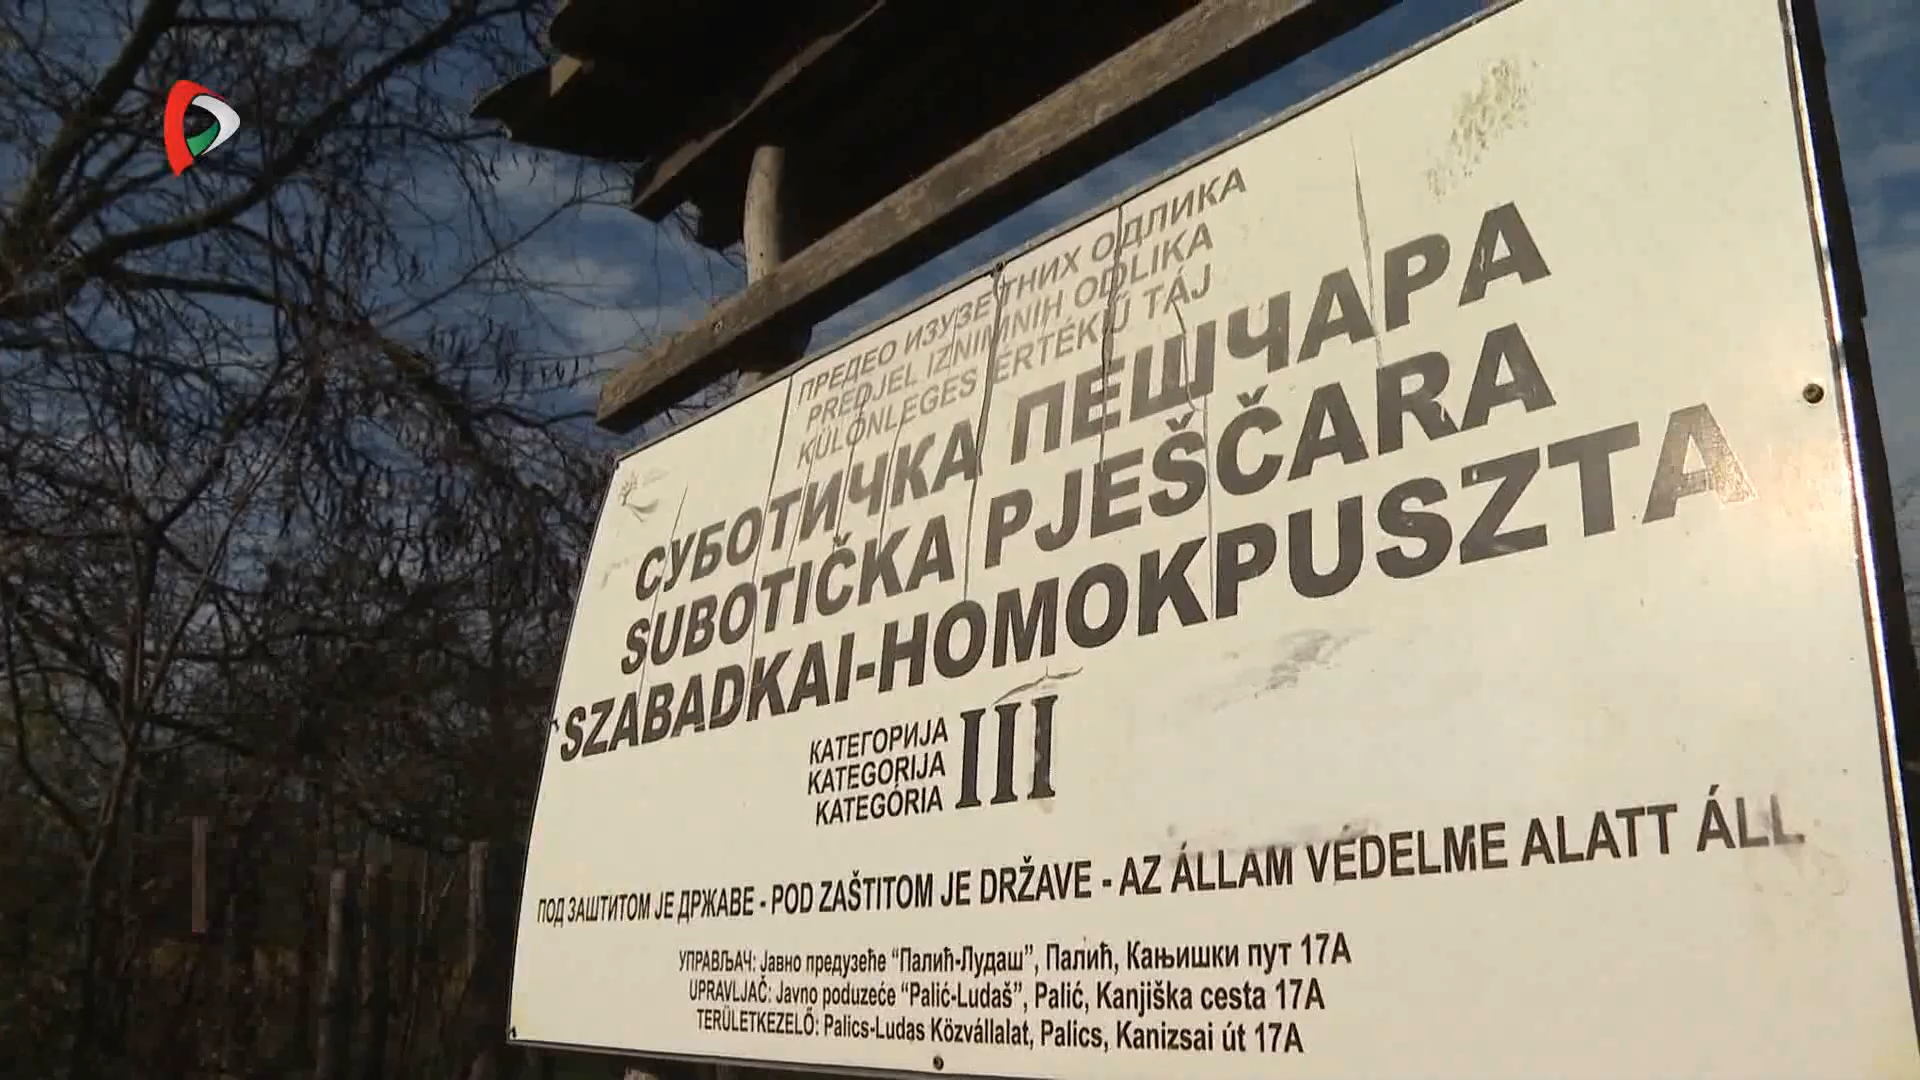 ПРЕДЕО ИЗУЗЕТНИХ ОДЛИКА
PREDJEL IZNIMNIH ODLIKA
KÜLÖNLEGES ÉRTÉKŰ TÁJ
СУБОТИЧКА ПЕШЧАРА
SUBOTIČKA PJEŠČARA
SZABADKAI-HOMOKPUSZTA
КАТЕГОРИЈА
KATEGORIJA
KATEGÓRIA
III
ПОД ЗАШТИТОМ ЈЕ ДРЖАВЕ - POD ZAŠTITOM JE DRŽAVE - AZ ÁLLAM VÉDELME ALATT ÁLL
УПРАВЉАЧ: Јавно предузеће “Палић-Лудаш”, Палић, Кањишки пут 17А
UPRAVLJAČ: Javno poduzeće “Palić-Ludaš”, Palić, Kanjiška cesta 17A
TERÜLETKEZELŐ: Palics-Ludas Közvállalat, Palics, Kanizsai út 17A